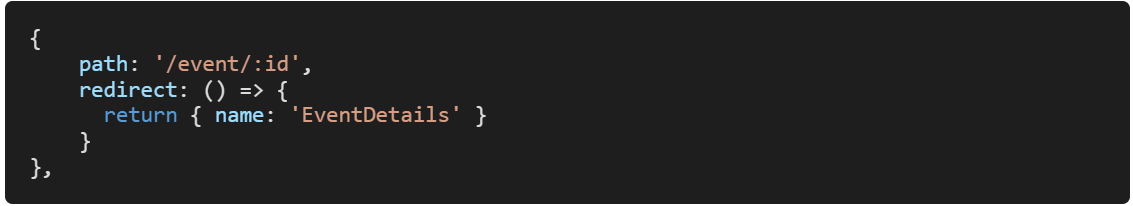 {
    path: '/event/:id',
    redirect: () => {
      return { name: 'EventDetails' }
    }
},